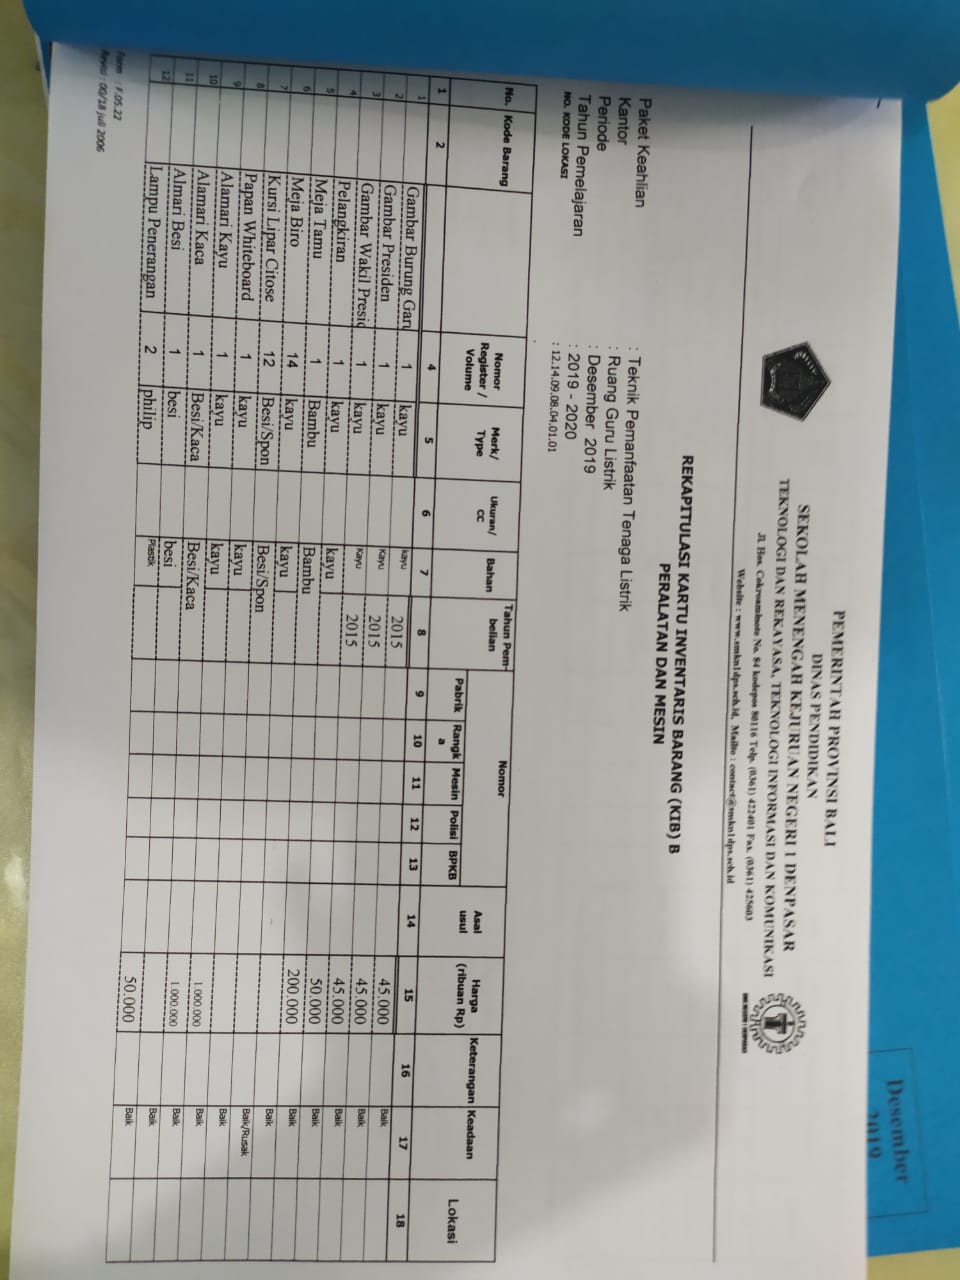 Desember
2019
PEMERINTAH PROVINSI BALI
DINAS PENDIDIKAN
SEKOLAH MENENGAH KEJURUAN NEGERI 1 DENPASAR
TEKNOLOGI DAN REKAYASA, TEKNOLOGI INFORMASI DAN KOMUNIKASI
Jl. Hos. Cokroaminoto No. 84 kodepos 80116 Telp. (0361) 422401 Fax. (0361) 425603
Website : www.smkn1dps.sch.id, Mailto : contact@smkn1dps.sch.id
REKAPITULASI KARTU INVENTARIS BARANG (KIB) B
PERALATAN DAN MESIN
Paket Keahlian : Teknik Pemanfaatan Tenaga Listrik
Kantor : Ruang Guru Listrik
Periode : Desember 2019
Tahun Pemelajaran : 2019 - 2020
NO. KODE LOKASI : 12.14.09.08.04.01.01
No. Kode Barang Nomor Register / Volume Merk/ Type Ukuran/ CC Bahan Tahun Pem-belian Nomor Asal usul Harga (ribuan Rp) Keterangan Keadaan Lokasi
Pabrik Rangka Mesin Polisi BPKB
1 2 4 5 6 7 8 9 10 11 12 13 14 15 16 17 18
1 Gambar Burung Garu 1 kayu kayu 2015 45.000 Baik
2 Gambar Presiden 1 kayu Kayu 2015 45.000 Baik
3 Gambar Wakil Presid 1 kayu Kayu 2015 45.000 Baik
4 Pelangkiran 1 kayu kayu 50.000 Baik
5 Meja Tamu 1 Bambu Bambu 200.000 Baik
6 Meja Biro 14 kayu kayu Baik
7 Kursi Lipar Citose 12 Besi/Spon Besi/Spon Baik/Rusak
8 Papan Whiteboard 1 kayu kayu Baik
9 Alamari Kayu 1 kayu kayu 1.000.000 Baik
10 Alamari Kaca 1 Besi/Kaca Besi/Kaca 1.000.000 Baik
11 Almari Besi 1 besi besi Baik
12 Lampu Penerangan 2 philip Plastik 50.000 Baik
Form : F.05.22
Revisi : 00/18 juli 2006